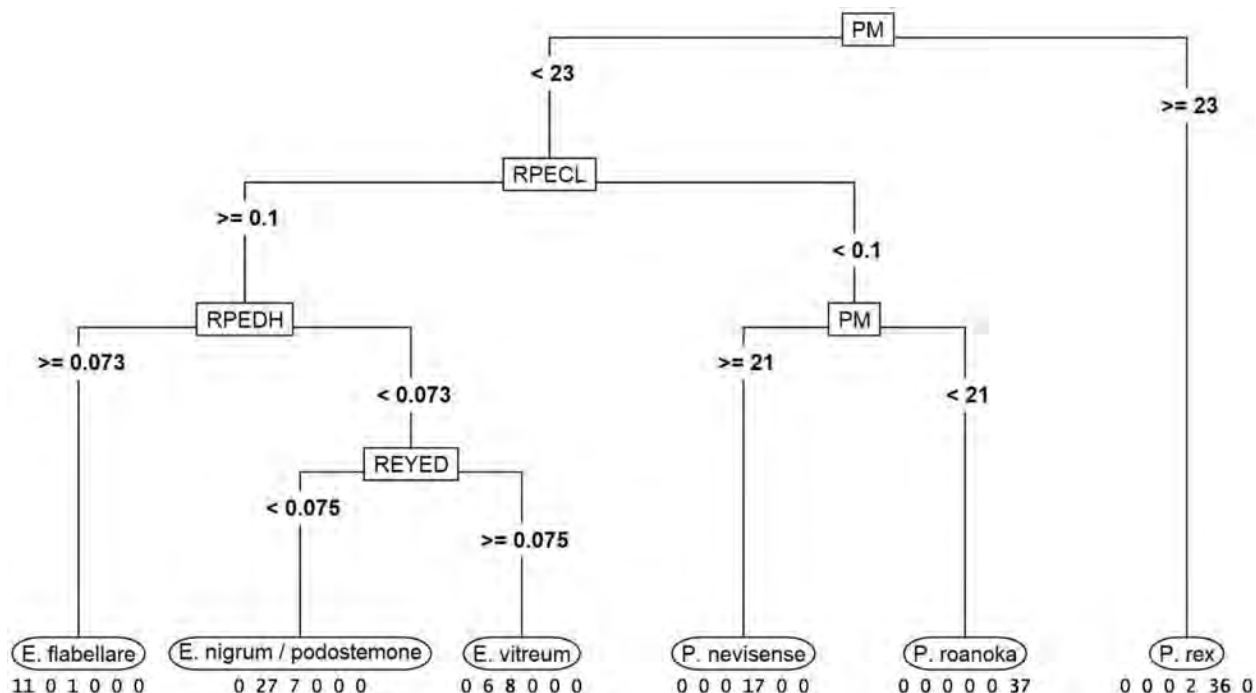 PM
< 23
>= 23
RPECL
>= 0.1
< 0.1
RPEDH
PM
>= 0.073
>= 21
< 0.073
< 21
REYED
< 0.075
>= 0.075
E. flabellare
E. nigrum / podostemone
E. vitreum
P. nevisense
P. roanoka
P. rex
11 0 1 0 0 0
0 27 7 0 0 0
0 6 8 0 0 0
0 0 0 17 0 0
0 0 0 0 0 37
0 0 0 2 36 0